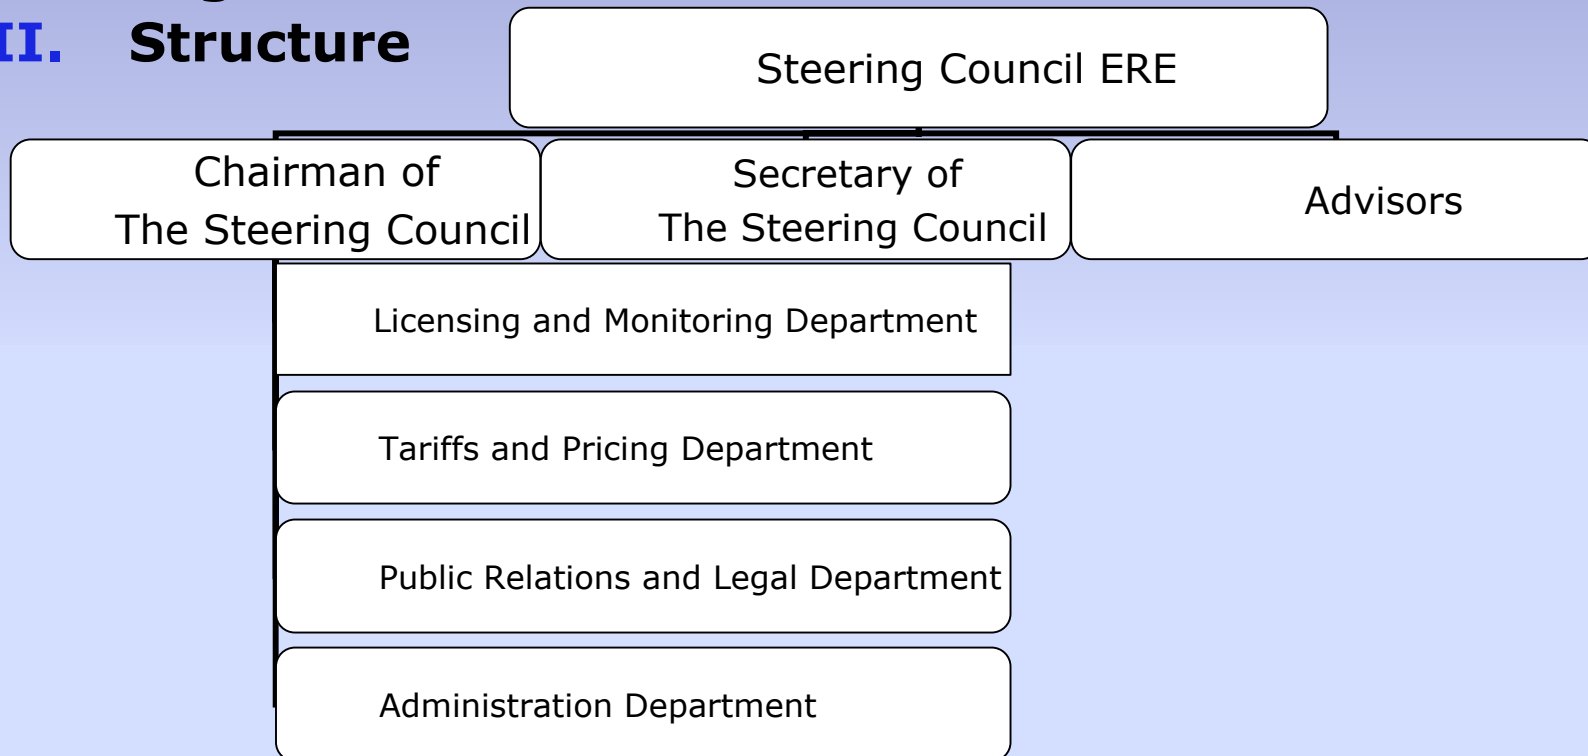 II. Structure
Steering Council ERE
Chairman of
The Steering Council
Secretary of
The Steering Council
Advisors
Licensing and Monitoring Department
Tariffs and Pricing Department
Public Relations and Legal Department
Administration Department